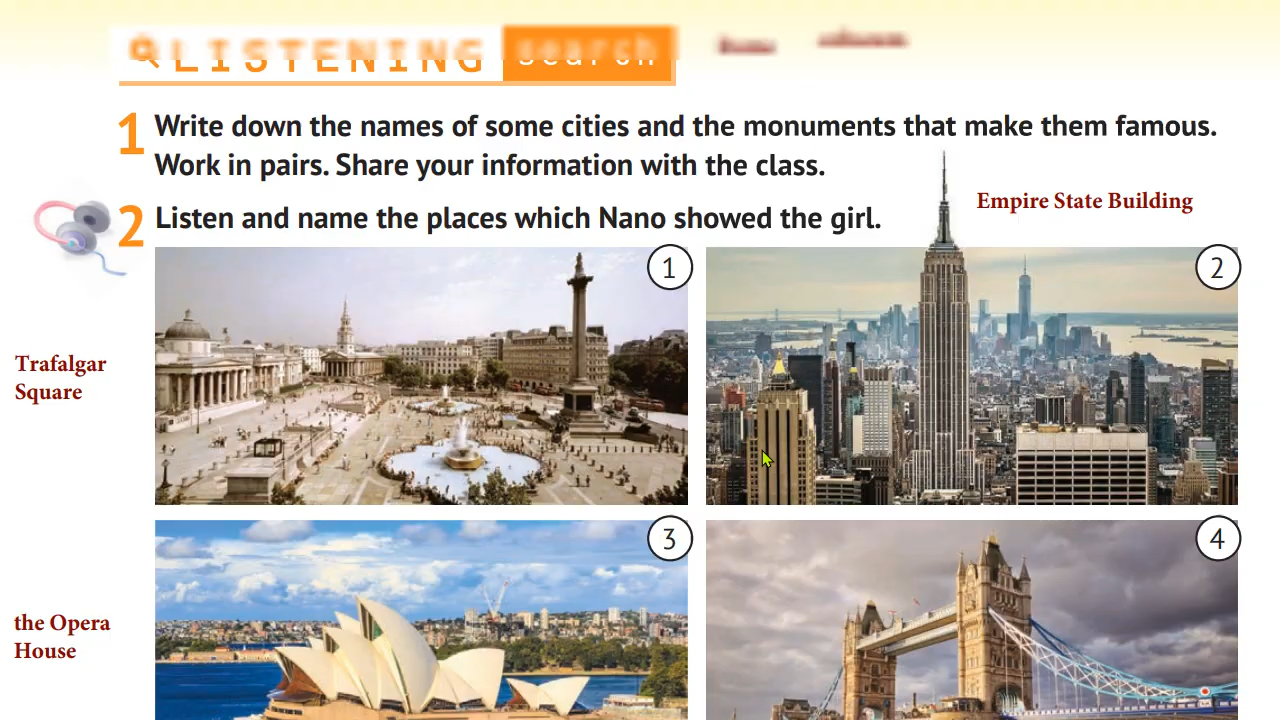 LISTENING search
1 Write down the names of some cities and the monuments that make them famous.
Work in pairs. Share your information with the class.
Empire State Building
2 Listen and name the places which Nano showed the girl.
1
2
Trafalgar
Square
3
4
the Opera
House